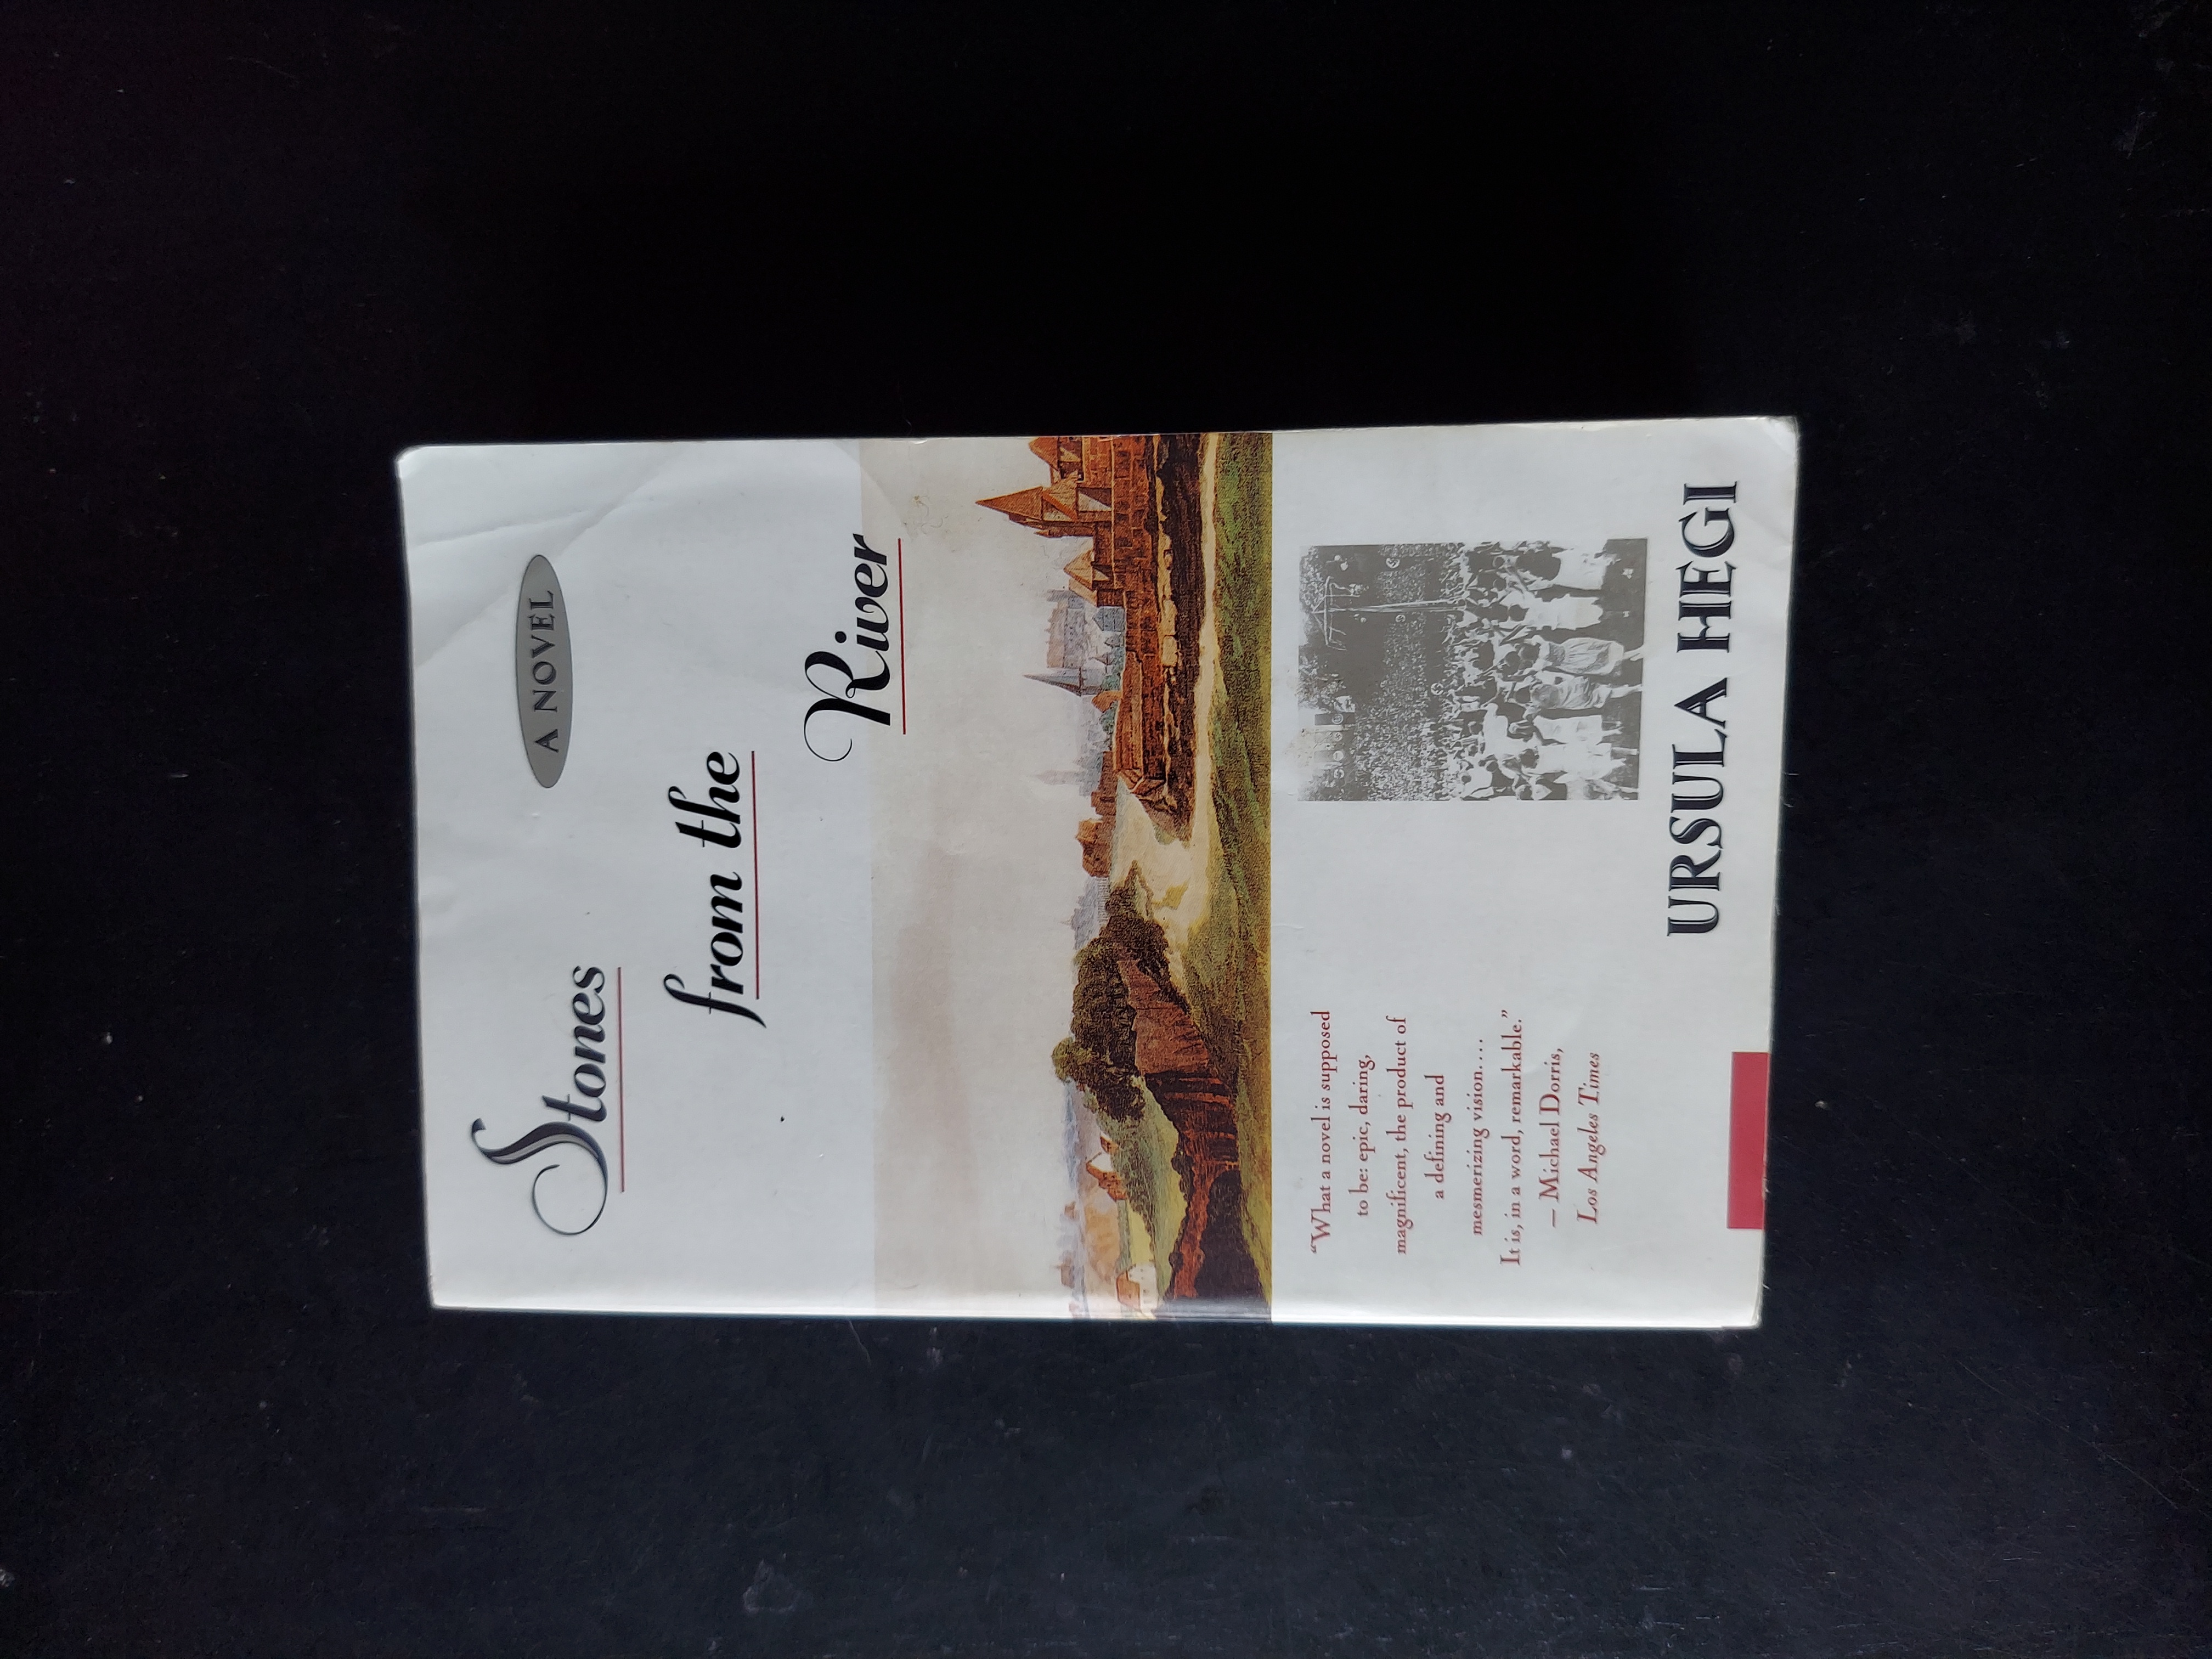 A NOVEL
Stones
from the
River
"What a novel is supposed
to be: epic, daring,
magnificent, the product of
a defining and
mesmerizing vision....
It is, in a word, remarkable."
– Michael Dorris,
Los Angeles Times
URSULA HEGI